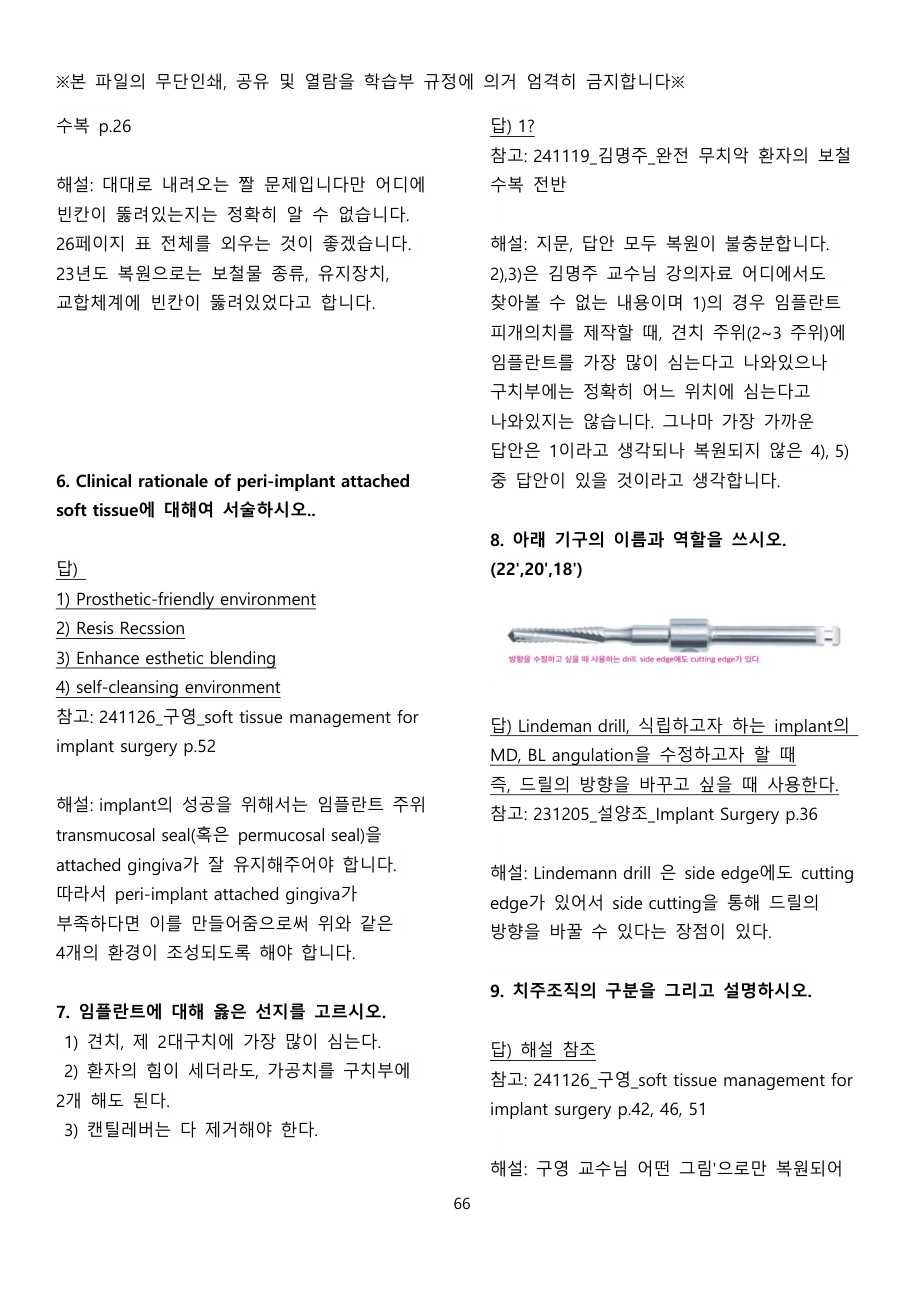 ※본 파일의 무단인쇄, 공유 및 열람을 학습부 규정에 의거 엄격히 금지합니다※
수복 p.26
해설: 대대로 내려오는 짤 문제입니다만 어디에
빈칸이 뚫려있는지는 정확히 알 수 없습니다.
26페이지 표 전체를 외우는 것이 좋겠습니다.
23년도 복원으로는 보철물 종류, 유지장치,
교합체계에 빈칸이 뚫려있었다고 합니다.
6. Clinical rationale of peri-implant attached
soft tissue에 대해여 서술하시오..
답)
1) Prosthetic-friendly environment
2) Resis Recssion
3) Enhance esthetic blending
4) self-cleansing environment
참고: 241126_구영_soft tissue management for
implant surgery p.52
해설: implant의 성공을 위해서는 임플란트 주위
transmucosal seal(혹은 permucosal seal)을
attached gingiva가 잘 유지해주어야 합니다.
따라서 peri-implant attached gingiva가
부족하다면 이를 만들어줌으로써 위와 같은
4개의 환경이 조성되도록 해야 합니다.
7. 임플란트에 대해 옳은 선지를 고르시오.
1) 견치, 제 2대구치에 가장 많이 심는다.
2) 환자의 힘이 세더라도, 가공치를 구치부에
2개 해도 된다.
3) 캔틸레버는 다 제거해야 한다.
답) 1?
참고: 241119_김명주_완전 무치악 환자의 보철
수복 전반
해설: 지문, 답안 모두 복원이 불충분합니다.
2),3)은 김명주 교수님 강의자료 어디에서도
찾아볼 수 없는 내용이며 1)의 경우 임플란트
피개의치를 제작할 때, 견치 주위(2~3 주위)에
임플란트를 가장 많이 심는다고 나와있으나
구치부에는 정확히 어느 위치에 심는다고
나와있지는 않습니다. 그나마 가장 가까운
답안은 1이라고 생각되나 복원되지 않은 4), 5)
중 답안이 있을 것이라고 생각합니다.
8. 아래 기구의 이름과 역할을 쓰시오.
(22',20',18')
방향을 수정하고 싶을 때 사용하는 drill. side edge에도 cutting edge가 있다.
답) Lindeman drill, 식립하고자 하는 implant의
MD, BL angulation을 수정하고자 할 때
즉, 드릴의 방향을 바꾸고 싶을 때 사용한다.
참고: 231205_설양조_Implant Surgery p.36
해설: Lindemann drill 은 side edge에도 cutting
edge가 있어서 side cutting을 통해 드릴의
방향을 바꿀 수 있다는 장점이 있다.
9. 치주조직의 구분을 그리고 설명하시오.
답) 해설 참조
참고: 241126_구영_soft tissue management for
implant surgery p.42, 46, 51
해설: 구영 교수님 어떤 그림'으로만 복원되어
66